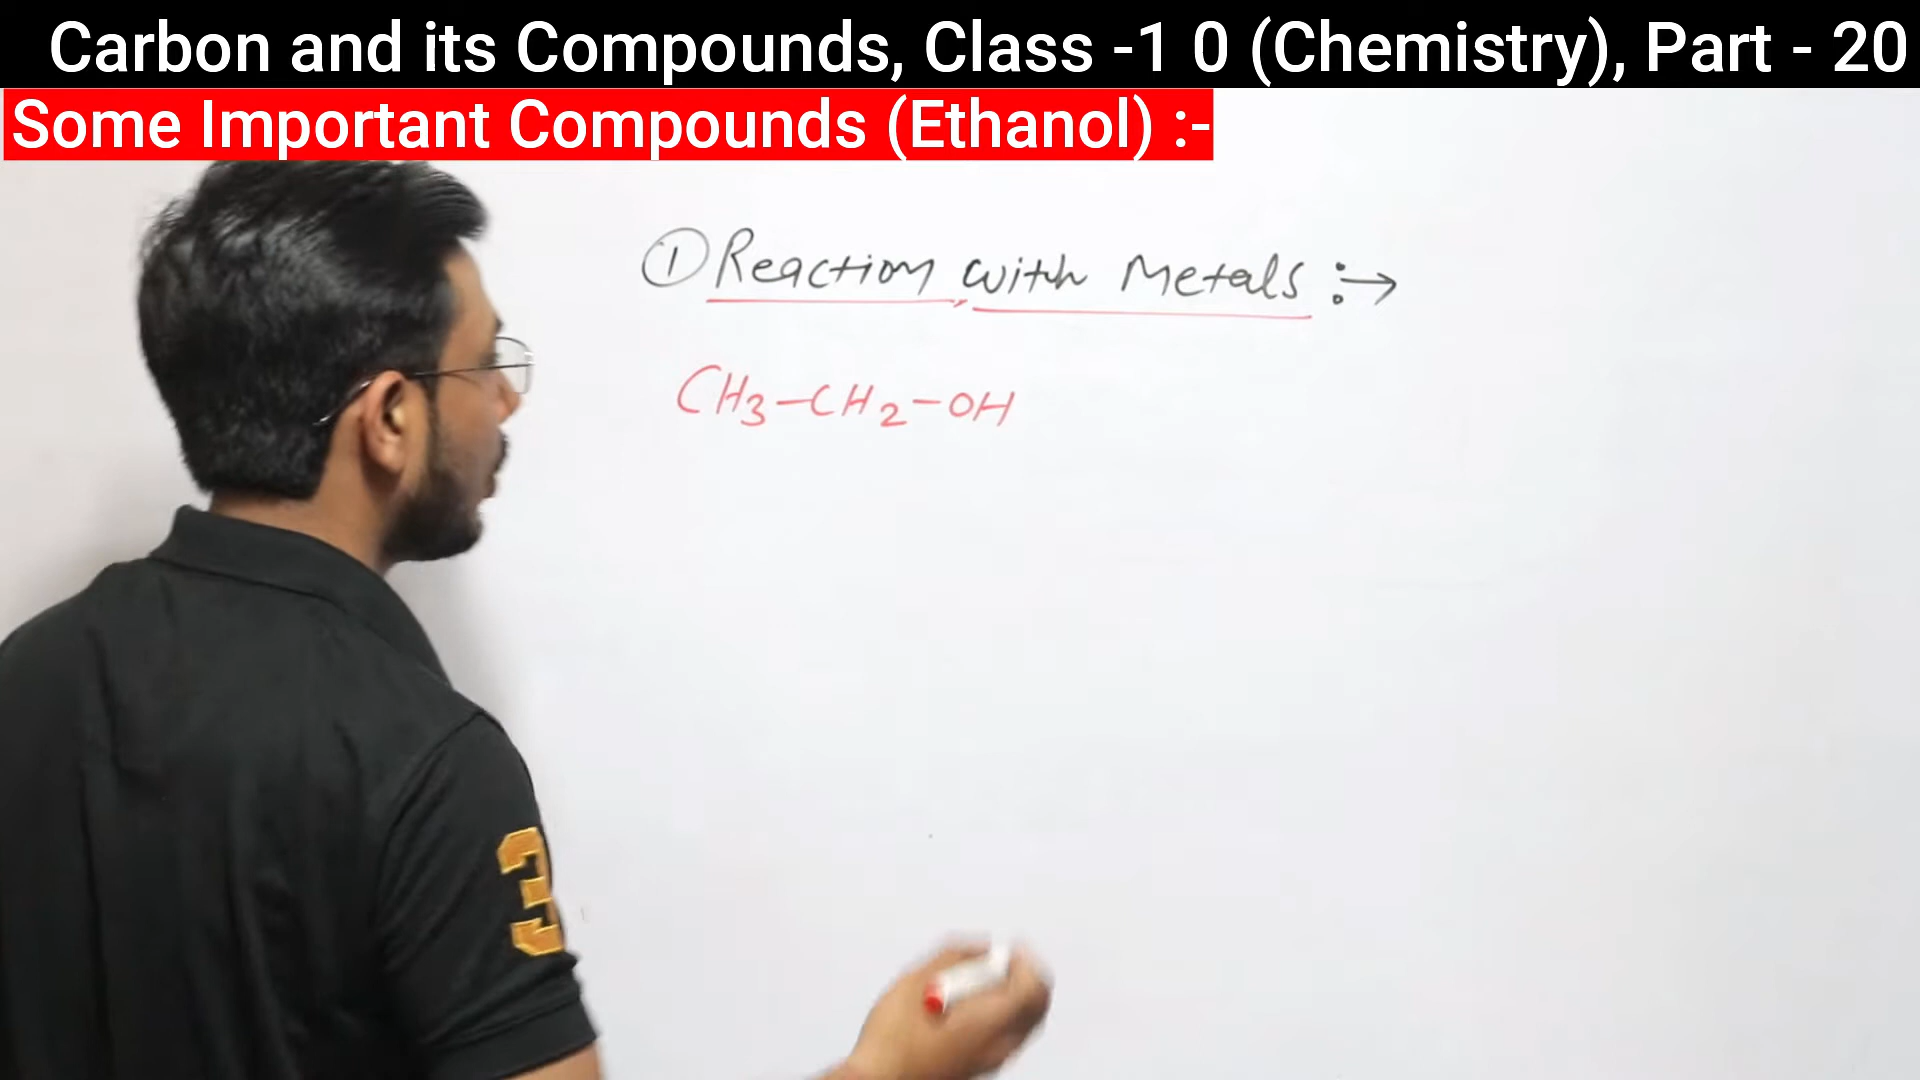 Carbon and its Compounds, Class -1 0 (Chemistry), Part - 20
Some Important Compounds (Ethanol) :-
① Reaction with Metals :→
CH3-CH2-OH
3